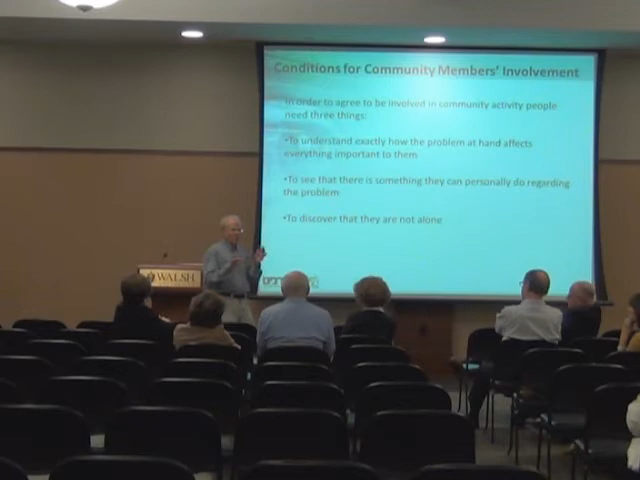 Conditions for Community Members' Involvement
In order to agree to be involved in community activity people
need three things:
•To understand exactly how the problem at hand affects
everything important to them
•To see that there is something they can personally do regarding
the problem
•To discover that they are not alone
WALSH